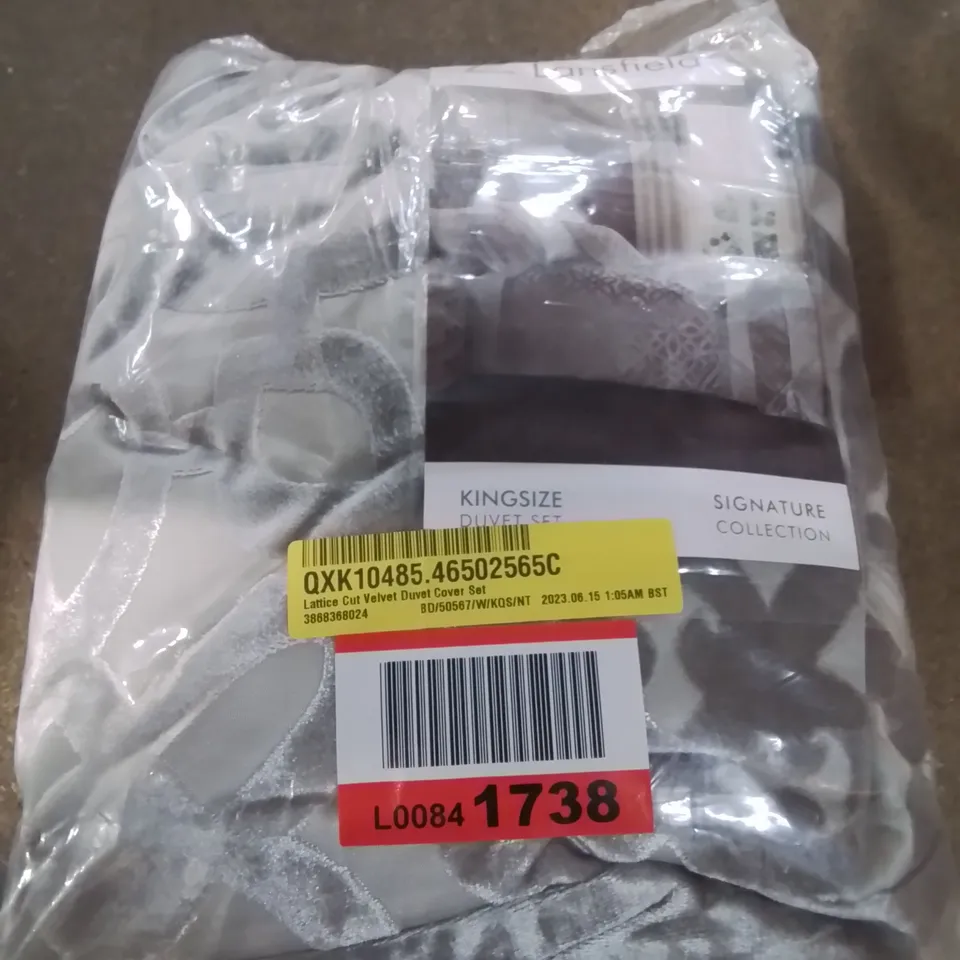 Lansfield
KINGSIZE
DUVET SET
SIGNATURE
COLLECTION
QXK10485.46502565C
Lattice Cut Velvet Duvet Cover Set
3868368024 BD/50567/W/KQS/NT 2023.06.15 1:05AM BST
L0084 1738